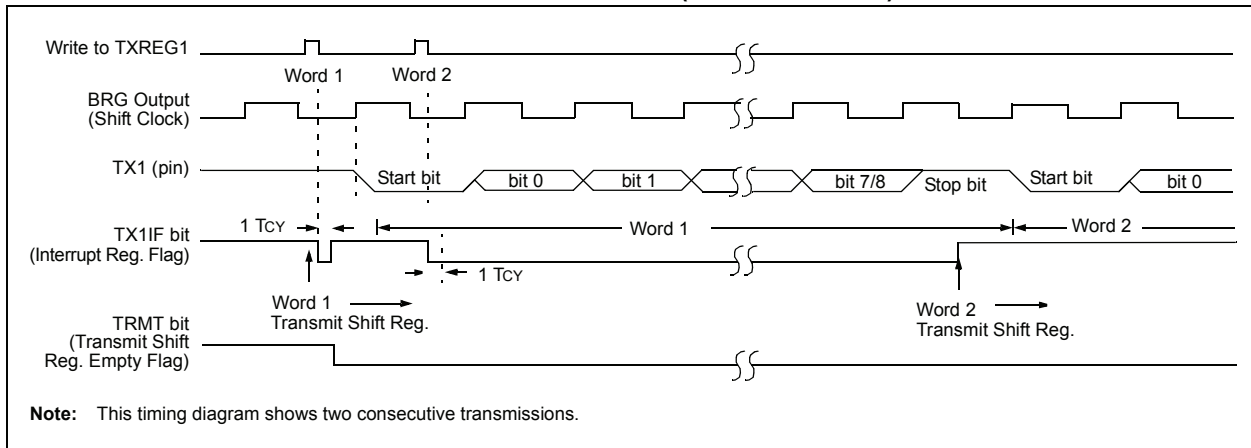 Write to TXREG1
Word 1
Word 2
BRG Output
(Shift Clock)
TX1 (pin)
Start bit
bit 0
bit 1
bit 7/8
Stop bit
Start bit
bit 0
1 TCY
Word 1
Word 2
TX1IF bit
(Interrupt Reg. Flag)
1 TCY
Word 1
Transmit Shift Reg.
Word 2
Transmit Shift Reg.
TRMT bit
(Transmit Shift
Reg. Empty Flag)
Note: This timing diagram shows two consecutive transmissions.